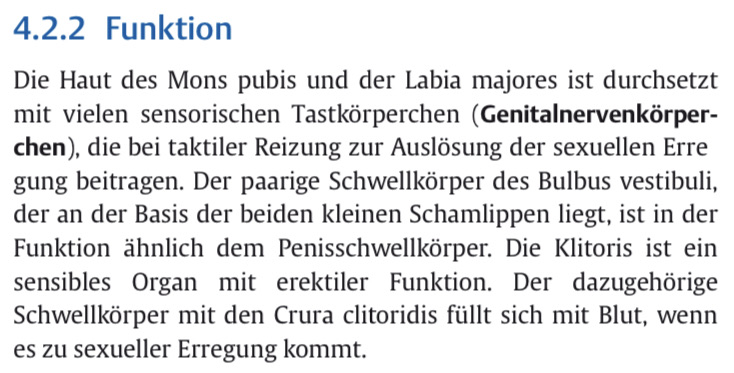 4.2.2 Funktion
Die Haut des Mons pubis und der Labia majores ist durchsetzt
mit vielen sensorischen Tastkörperchen (Genitalnervenkörper-
chen), die bei taktiler Reizung zur Auslösung der sexuellen Erre
gung beitragen. Der paarige Schwellkörper des Bulbus vestibuli,
der an der Basis der beiden kleinen Schamlippen liegt, ist in der
Funktion ähnlich dem Penisschwellkörper. Die Klitoris ist ein
sensibles Organ mit erektiler Funktion. Der dazugehörige
Schwellkörper mit den Crura clitoridis füllt sich mit Blut, wenn
es zu sexueller Erregung kommt.